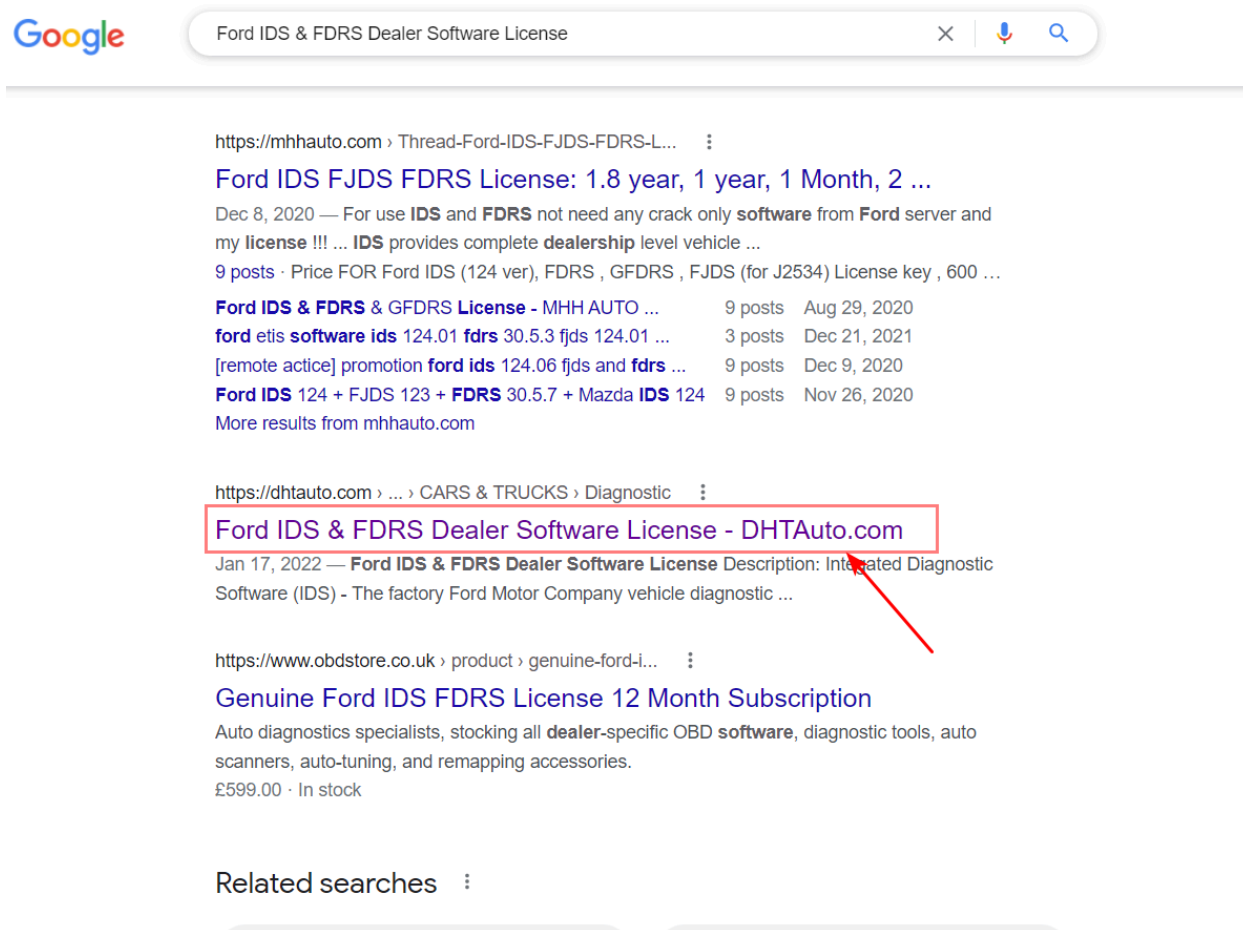 Google
Ford IDS & FDRS Dealer Software License
https://mhhauto.com › Thread-Ford-IDS-FJDS-FDRS-L...
Ford IDS FJDS FDRS License: 1.8 year, 1 year, 1 Month, 2 ...
Dec 8, 2020 — For use IDS and FDRS not need any crack only software from Ford server and
my license !!! ... IDS provides complete dealership level vehicle ...
9 posts · Price FOR Ford IDS (124 ver), FDRS , GFDRS , FJDS (for J2534) License key , 600 …
Ford IDS & FDRS & GFDRS License - MHH AUTO ... 9 posts Aug 29, 2020
ford etis software ids 124.01 fdrs 30.5.3 fjds 124.01 ... 3 posts Dec 21, 2021
[remote actice] promotion ford ids 124.06 fjds and fdrs ... 9 posts Dec 9, 2020
Ford IDS 124 + FJDS 123 + FDRS 30.5.7 + Mazda IDS 124 9 posts Nov 26, 2020
More results from mhhauto.com
https://dhtauto.com › ... › CARS & TRUCKS › Diagnostic
Ford IDS & FDRS Dealer Software License - DHTAuto.com
Jan 17, 2022 — Ford IDS & FDRS Dealer Software License Description: Integated Diagnostic
Software (IDS) - The factory Ford Motor Company vehicle diagnostic ...
https://www.obdstore.co.uk › product › genuine-ford-i...
Genuine Ford IDS FDRS License 12 Month Subscription
Auto diagnostics specialists, stocking all dealer-specific OBD software, diagnostic tools, auto
scanners, auto-tuning, and remapping accessories.
£599.00 · In stock
Related searches